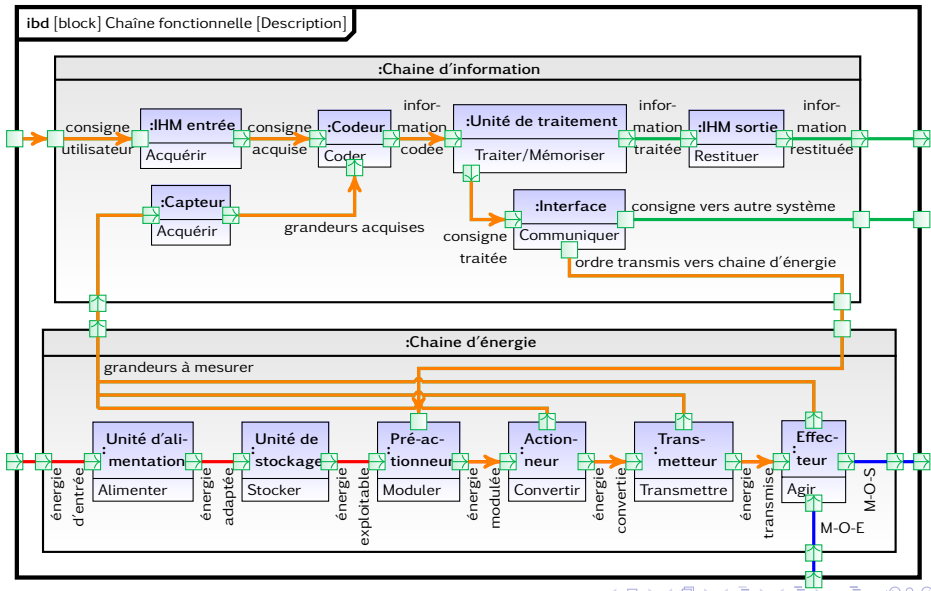 ibd [block] Chaîne fonctionnelle [Description]
:Chaine d'information
consigne
utilisateur
:IHM entrée
Acquérir
consigne
acquise
:Codeur
Coder
infor-
mation
codée
:Unité de traitement
Traiter/Mémoriser
infor-
mation
traitée
:IHM sortie
Restituer
infor-
mation
restituée
:Capteur
Acquérir
grandeurs acquises
consigne
traitée
:Interface
Communiquer
consigne vers autre système
ordre transmis vers chaine d'énergie
:Chaine d'énergie
grandeurs à mesurer
énergie
d'entrée
:Unité d'ali-
mentation
Alimenter
énergie
adaptée
:Unité de
stockage
Stocker
énergie
exploitable
:Pré-ac-
tionneur
Moduler
énergie
modulée
:Action-
neur
Convertir
énergie
convertie
:Trans-
metteur
Transmettre
énergie
transmise
:Effec-
teur
Agir
M-O-S
M-O-E